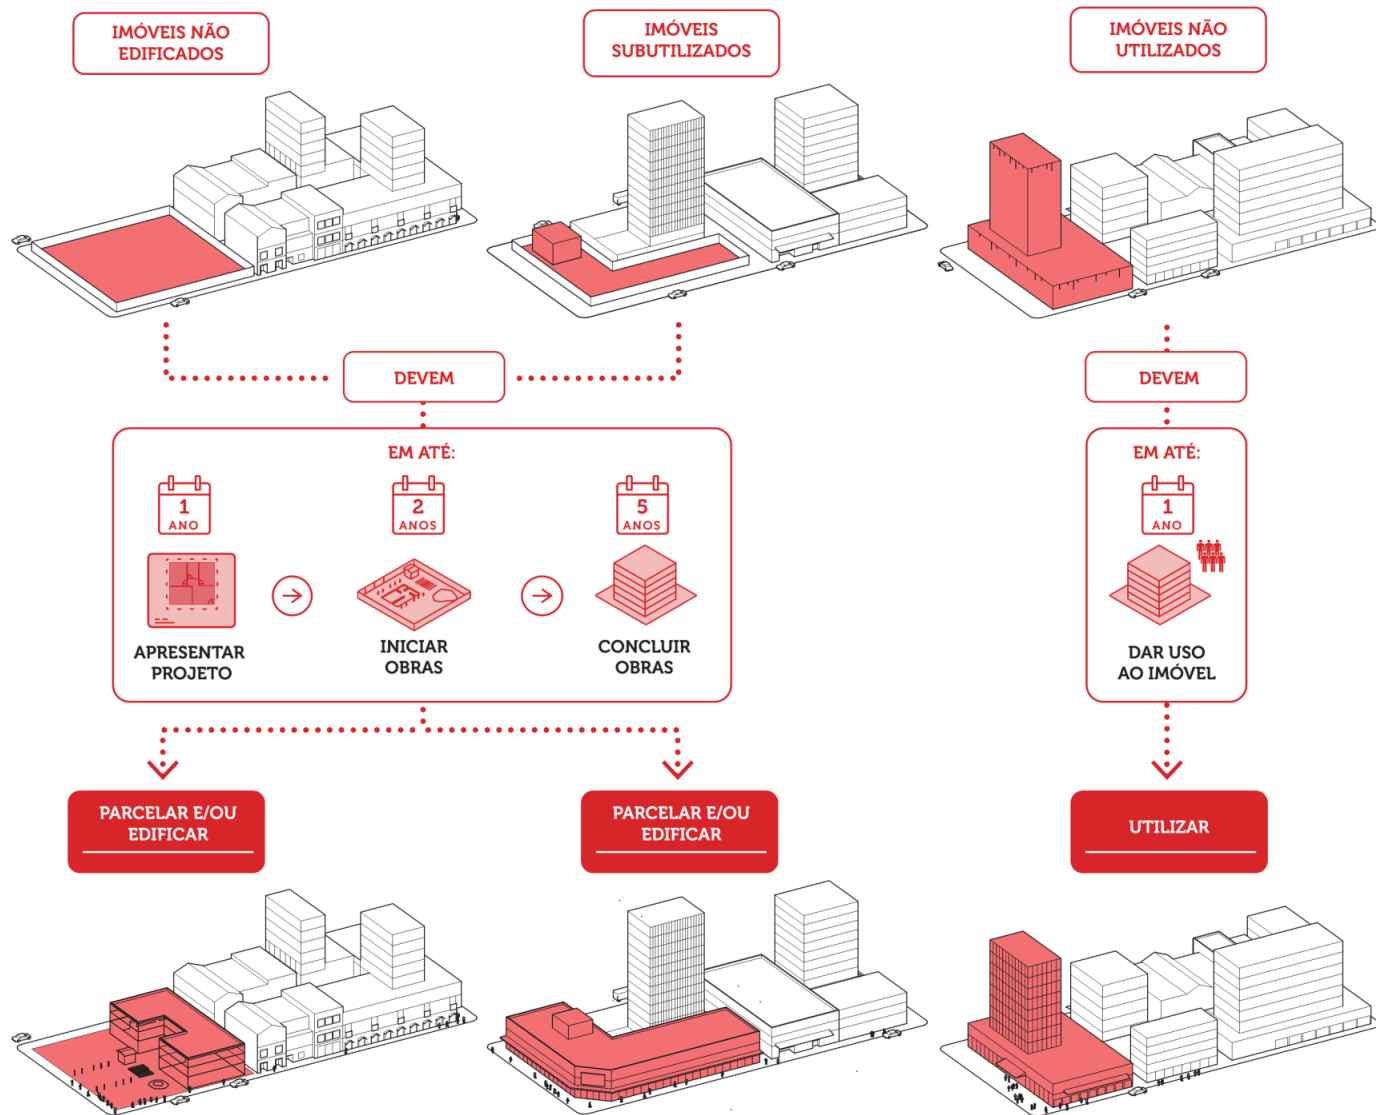 IMÓVEIS NÃO
EDIFICADOS
IMÓVEIS
SUBUTILIZADOS
IMÓVEIS NÃO
UTILIZADOS
DEVEM
DEVEM
EM ATÉ:
1
ANO
2
ANOS
5
ANOS
APRESENTAR
PROJETO
INICIAR
OBRAS
CONCLUIR
OBRAS
EM ATÉ:
1
ANO
DAR USO
AO IMÓVEL
PARCELAR E/OU
EDIFICAR
PARCELAR E/OU
EDIFICAR
UTILIZAR